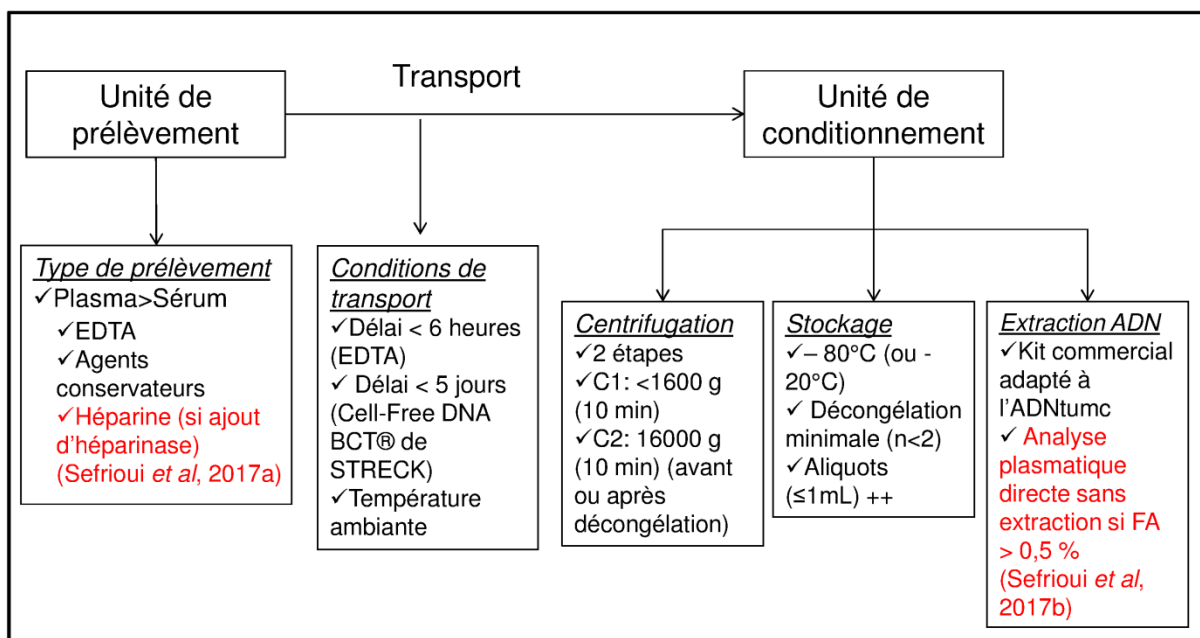 Unité de
prélèvement
Transport
Unité de
conditionnement
Type de prélèvement
✓Plasma>Sérum
✓EDTA
✓Agents
conservateurs
✓Héparine (si ajout
d'héparinase)
(Sefrioui et al, 2017a)
Conditions de
transport
✓Délai < 6 heures
(EDTA)
✓ Délai < 5 jours
(Cell-Free DNA
BCT® de
STRECK)
✓Température
ambiante
Centrifugation
✓2 étapes
✓C1: <1600 g
(10 min)
✓C2: 16000 g
(10 min) (avant
ou après
décongélation)
Stockage
✓– 80°C (ou -
20°C)
✓ Décongélation
minimale (n<2)
✓Aliquots
(≤1mL) ++
Extraction ADN
✓Kit commercial
adapté à
l'ADNtumc
✓ Analyse
plasmatique
directe sans
extraction si FA
> 0,5 %
(Sefrioui et al,
2017b)